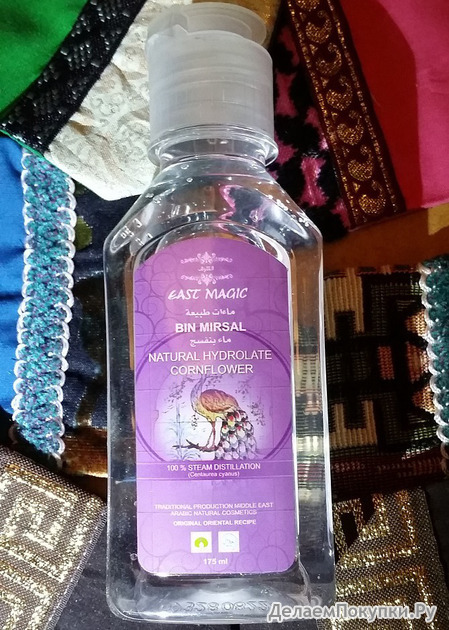 EAST MAGIC
ماءات طبيعة
BIN MIRSAL
ماء بنفسج
NATURAL HYDROLATE
CORNFLOWER
100 % STEAM DISTILLATION
(Centaurea cyanus)
TRADITIONAL PRODUCTION MIDDLE EAST
ARABIC NATURAL COSMETICS
ORIGINAL ORIENTAL RECIPE
175 ml
ДелаемПокупки.Ру